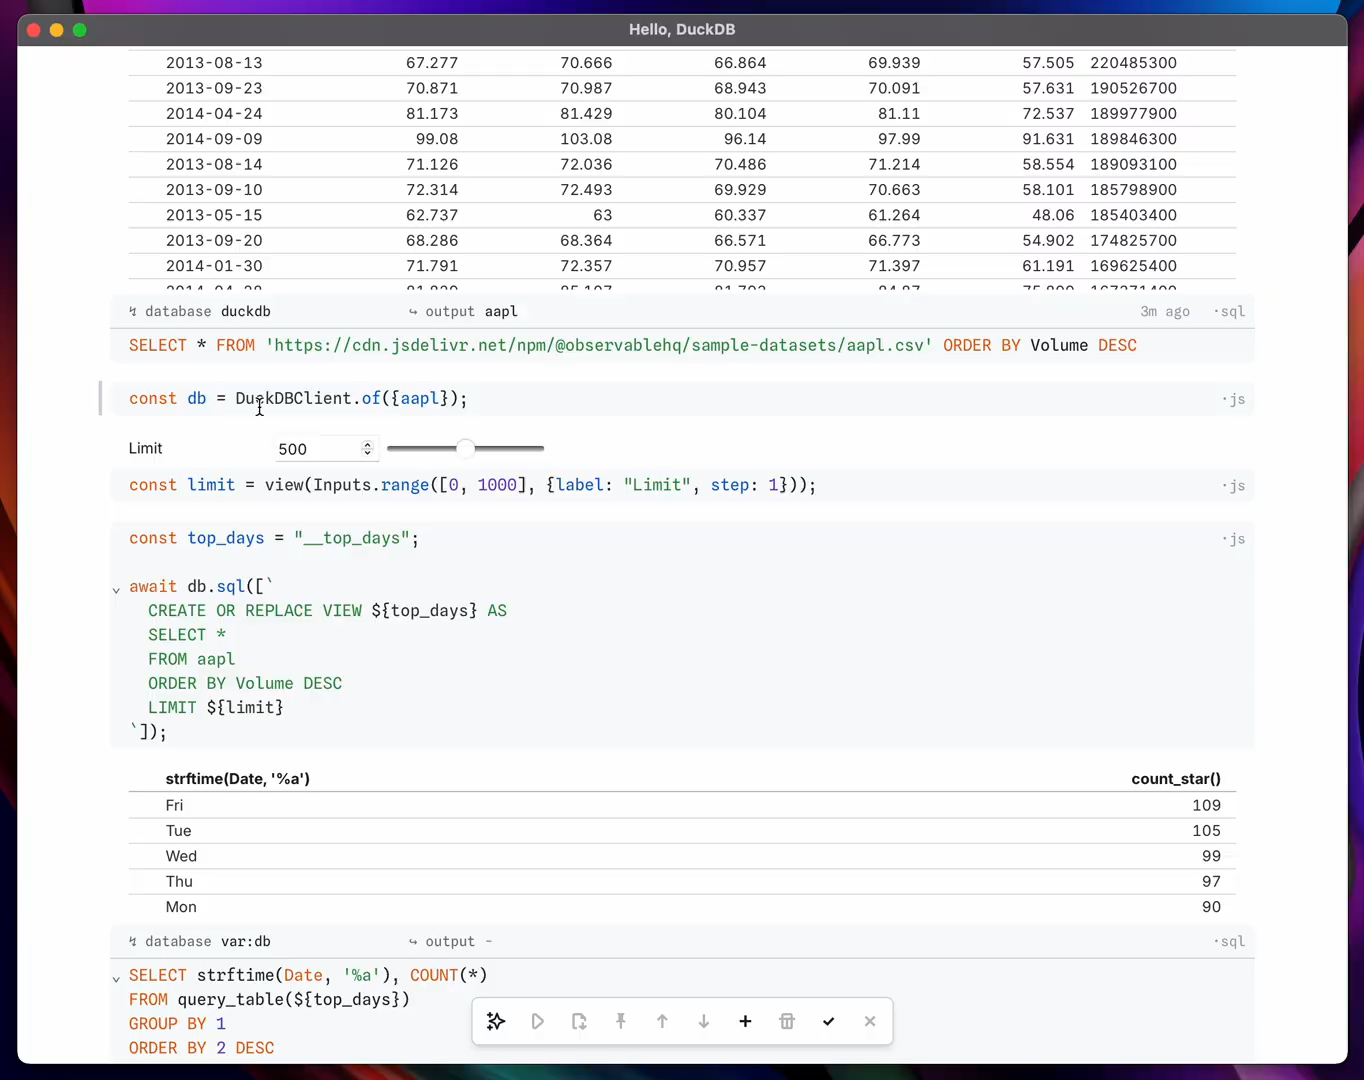 Hello, DuckDB
2013-08-13 67.277 70.666 66.864 69.939 57.505 220485300
2013-09-23 70.871 70.987 68.943 70.091 57.631 190526700
2014-04-24 81.173 81.429 80.104 81.11 72.537 189977900
2014-09-09 99.08 103.08 96.14 97.99 91.631 189846300
2013-08-14 71.126 72.036 70.486 71.214 58.554 189093100
2013-09-10 72.314 72.493 69.929 70.663 58.101 185798900
2013-05-15 62.737 63 60.337 61.264 48.06 185403400
2013-09-20 68.286 68.364 66.571 66.773 54.902 174825700
2014-01-30 71.791 72.357 70.957 71.397 61.191 169625400
database duckdb output aapl 3m ago ·sql
SELECT * FROM 'https://cdn.jsdelivr.net/npm/@observablehq/sample-datasets/aapl.csv' ORDER BY Volume DESC
const db = DuckDBClient.of({aapl}); ·js
Limit 500
const limit = view(Inputs.range([0, 1000], {label: "Limit", step: 1})); ·js
const top_days = "__top_days"; ·js
await db.sql([`
CREATE OR REPLACE VIEW ${top_days} AS
SELECT *
FROM aapl
ORDER BY Volume DESC
LIMIT ${limit}
`]);
strftime(Date, '%a') count_star()
Fri 109
Tue 105
Wed 99
Thu 97
Mon 90
database var:db output - ·sql
SELECT strftime(Date, '%a'), COUNT(*)
FROM query_table(${top_days})
GROUP BY 1
ORDER BY 2 DESC